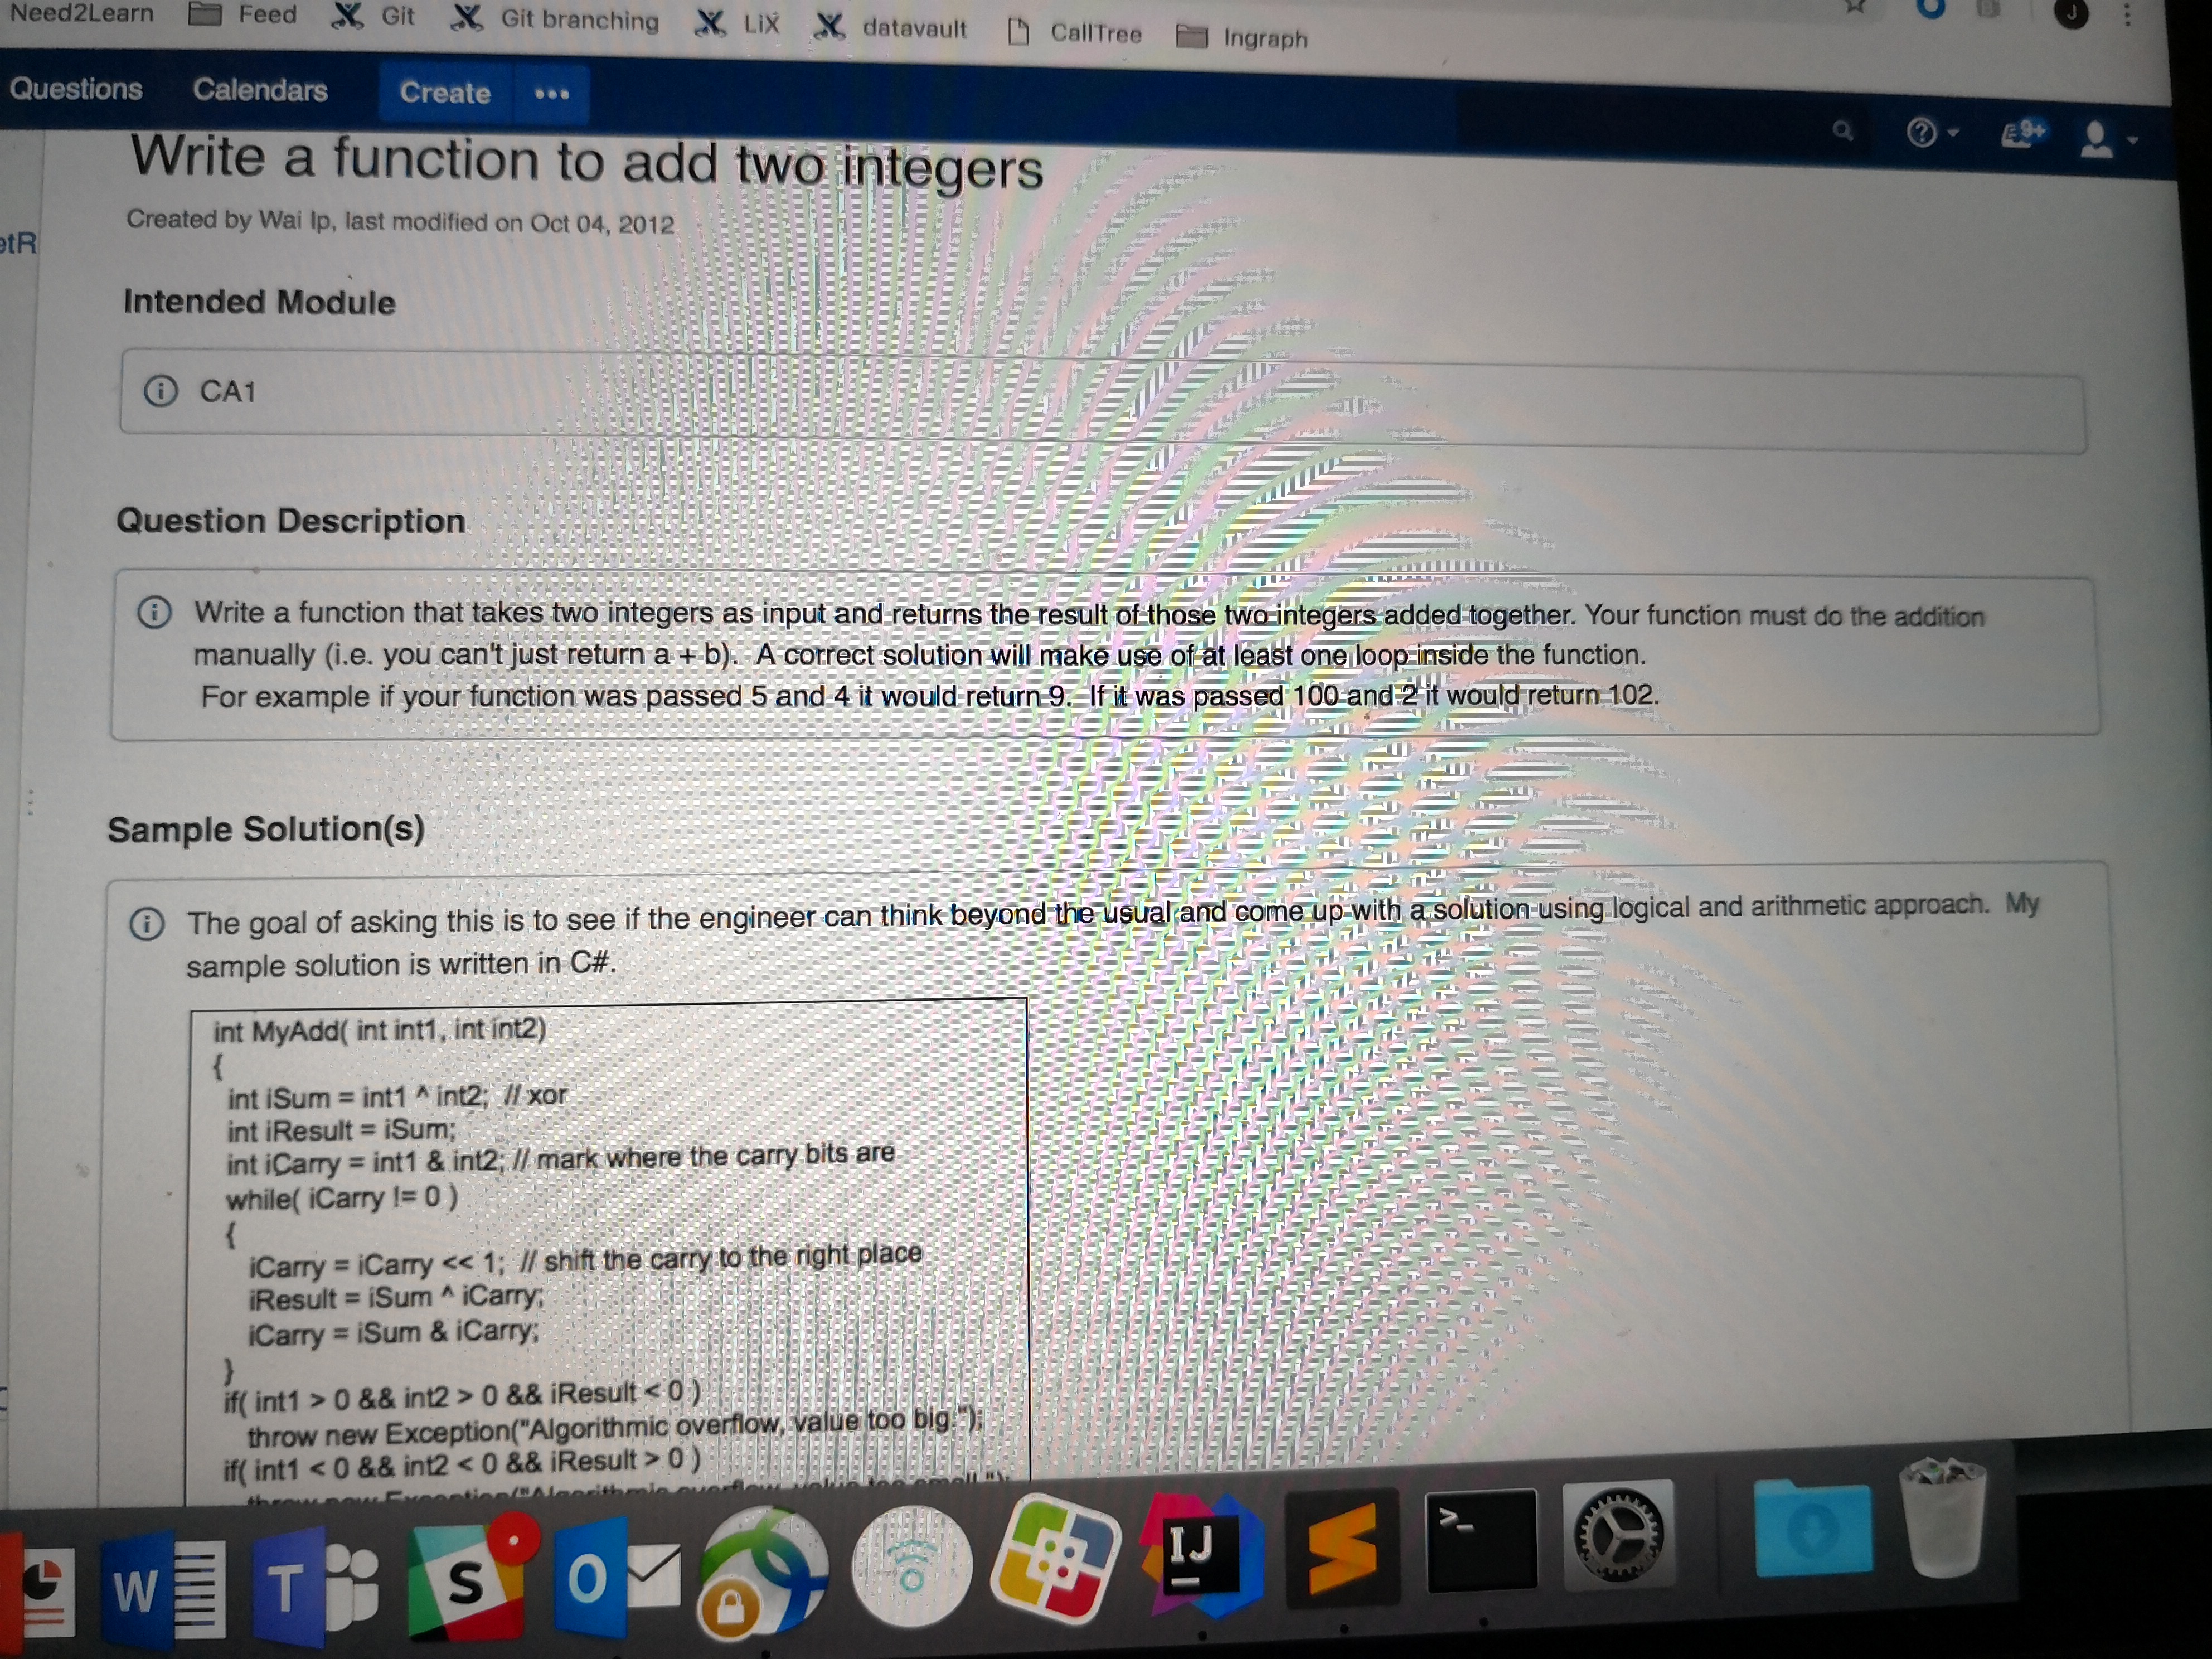 Need2Learn Feed Git Git branching LiX datavault CallTree Ingraph
J
Questions Calendars Create •••
9+
Write a function to add two integers
Created by Wai Ip, last modified on Oct 04, 2012
etR
Intended Module
CA1
Question Description
Write a function that takes two integers as input and returns the result of those two integers added together. Your function must do the addition
manually (i.e. you can't just return a + b).  A correct solution will make use of at least one loop inside the function.
For example if your function was passed 5 and 4 it would return 9.  If it was passed 100 and 2 it would return 102.
Sample Solution(s)
The goal of asking this is to see if the engineer can think beyond the usual and come up with a solution using logical and arithmetic approach.  My
sample solution is written in C#.
int MyAdd( int int1, int int2)
{
int iSum = int1 ^ int2;  // xor
int iResult = iSum;
int iCarry = int1 & int2; // mark where the carry bits are
while( iCarry != 0 )
{
iCarry = iCarry << 1;  // shift the carry to the right place
iResult = iSum ^ iCarry;
iCarry = iSum & iCarry;
}
if( int1 > 0 && int2 > 0 && iResult < 0 )
throw new Exception("Algorithmic overflow, value too big.");
if( int1 < 0 && int2 < 0 && iResult > 0 )
throw new Exception("Algorithmic overflow, value too small.");
W T S O IJ >_